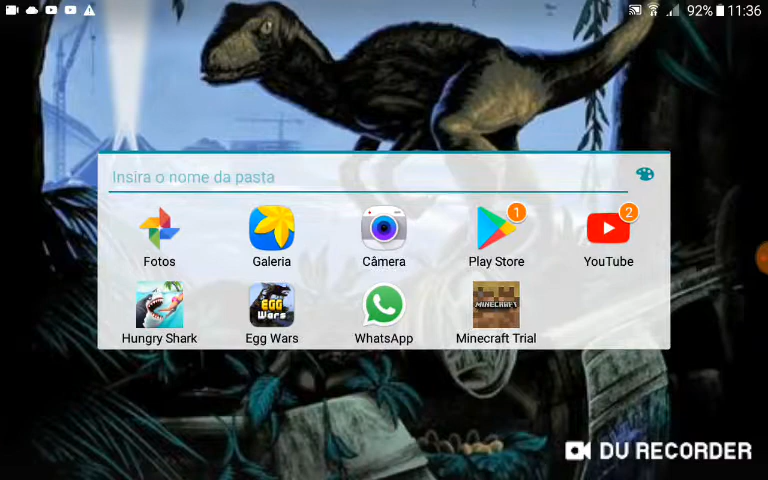 92% 11:36
Insira o nome da pasta
1 2
Fotos Galeria Câmera Play Store YouTube
MINECRAFT
EGG
Wars
Hungry Shark Egg Wars WhatsApp Minecraft Trial
DU RECORDER